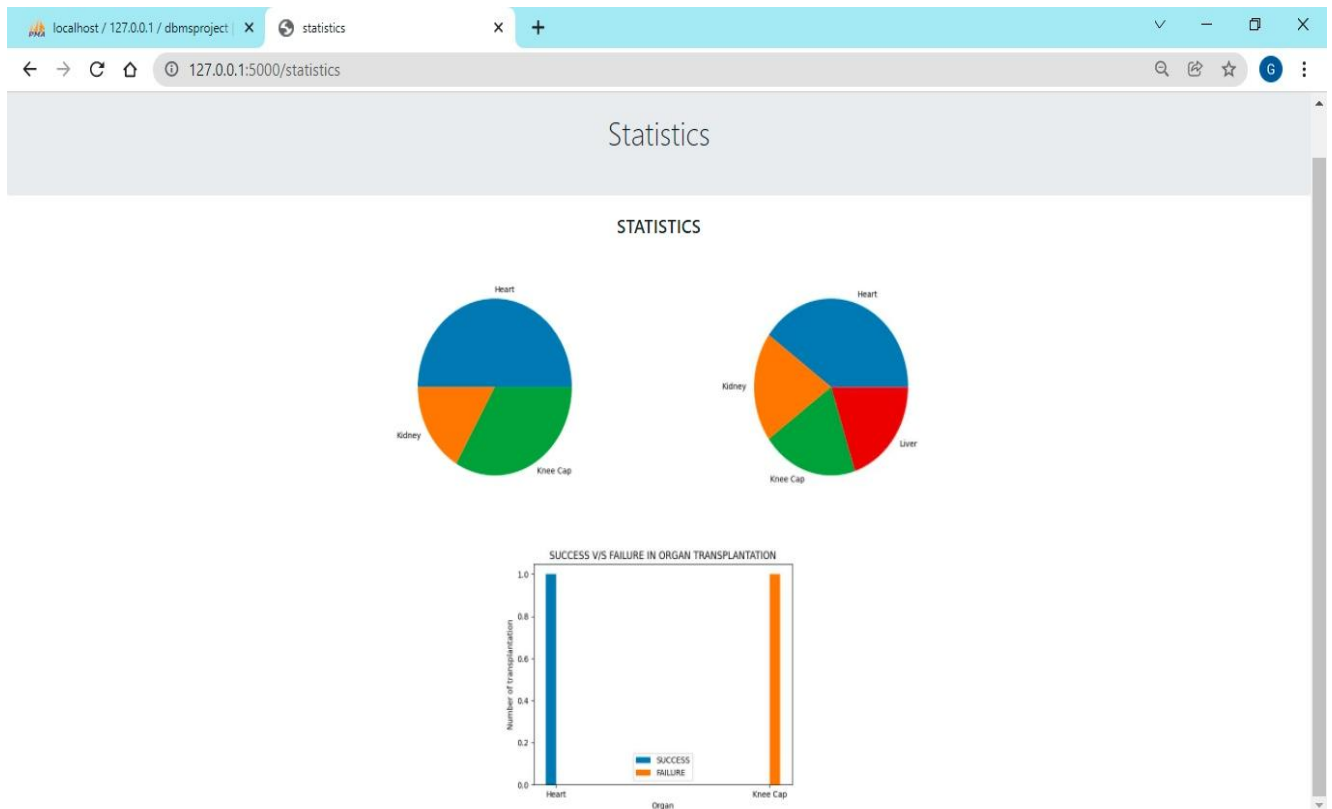 localhost / 127.0.0.1 / dbmsproject |
statistics
127.0.0.1:5000/statistics
G
Statistics
STATISTICS
Heart
Kidney
Knee Cap
Heart
Kidney
Knee Cap
Liver
SUCCESS V/S FAILURE IN ORGAN TRANSPLANTATION
Number of transplantation
1.0
0.8
0.6
0.4
0.2
0.0
SUCCESS
FAILURE
Heart
Knee Cap
Organ